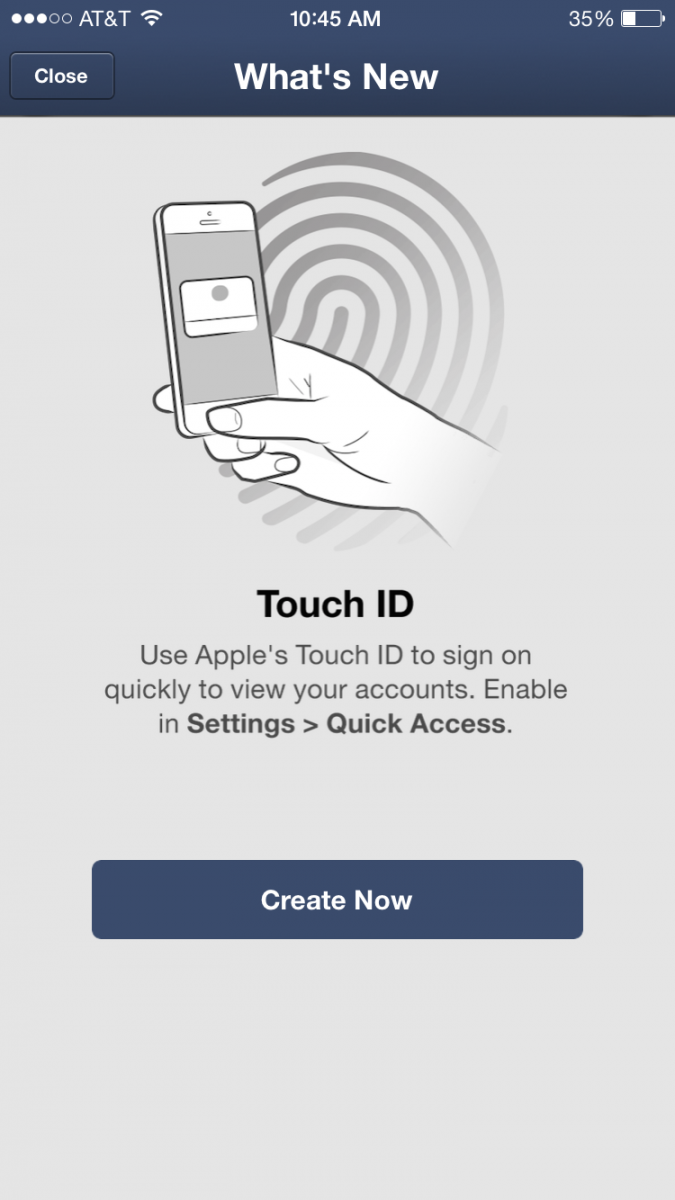 AT&T 10:45 AM 35%
Close What's New
Touch ID
Use Apple's Touch ID to sign on
quickly to view your accounts. Enable
in Settings > Quick Access.
Create Now